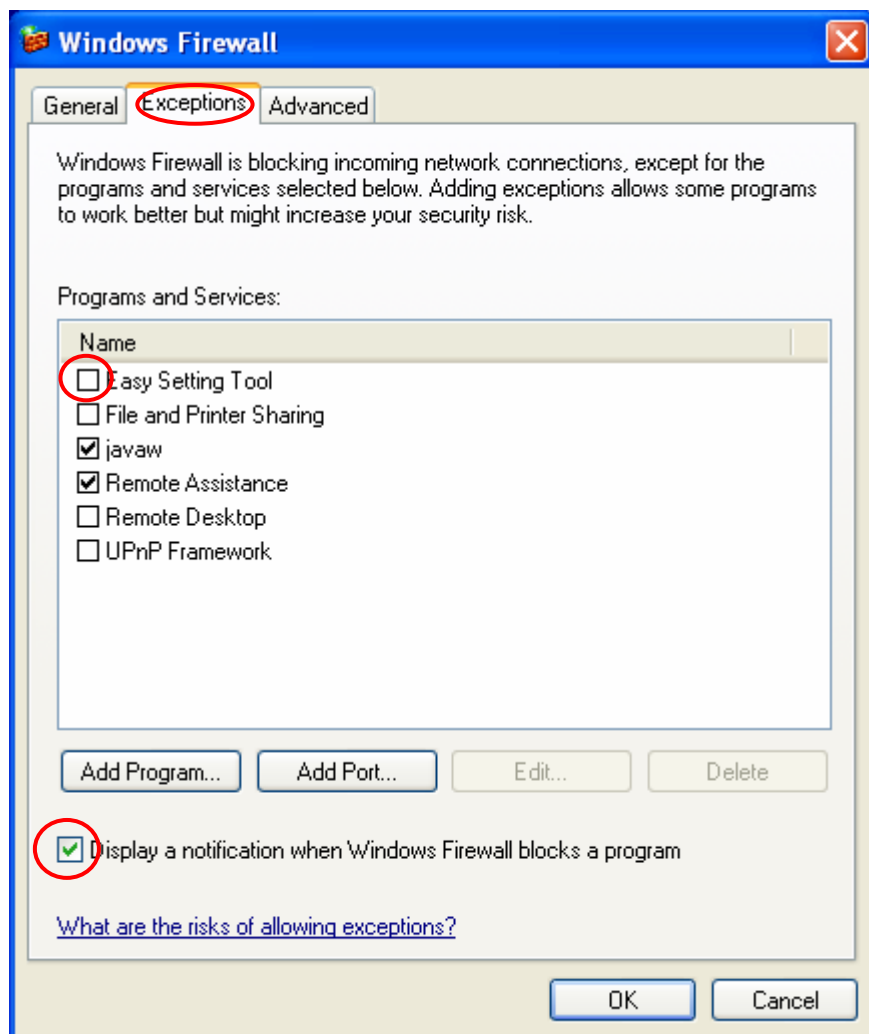 Windows Firewall
General Exceptions Advanced
Windows Firewall is blocking incoming network connections, except for the
programs and services selected below. Adding exceptions allows some programs
to work better but might increase your security risk.
Programs and Services:
Name
Easy Setting Tool
File and Printer Sharing
javaw
Remote Assistance
Remote Desktop
UPnP Framework
Add Program... Add Port... Edit... Delete
Display a notification when Windows Firewall blocks a program
What are the risks of allowing exceptions?
OK Cancel